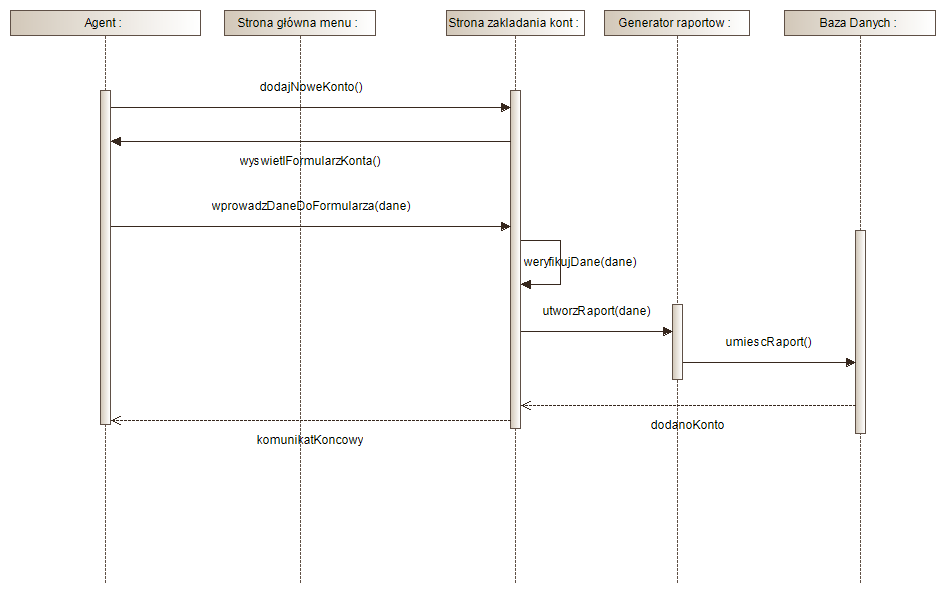 Agent :
Strona główna menu :
Strona zakladania kont :
Generator raportow :
Baza Danych :
dodajNoweKonto()
wyswietlFormularzKonta()
wprowadzDaneDoFormularza(dane)
weryfikujDane(dane)
utworzRaport(dane)
umiescRaport()
dodanoKonto
komunikatKoncowy